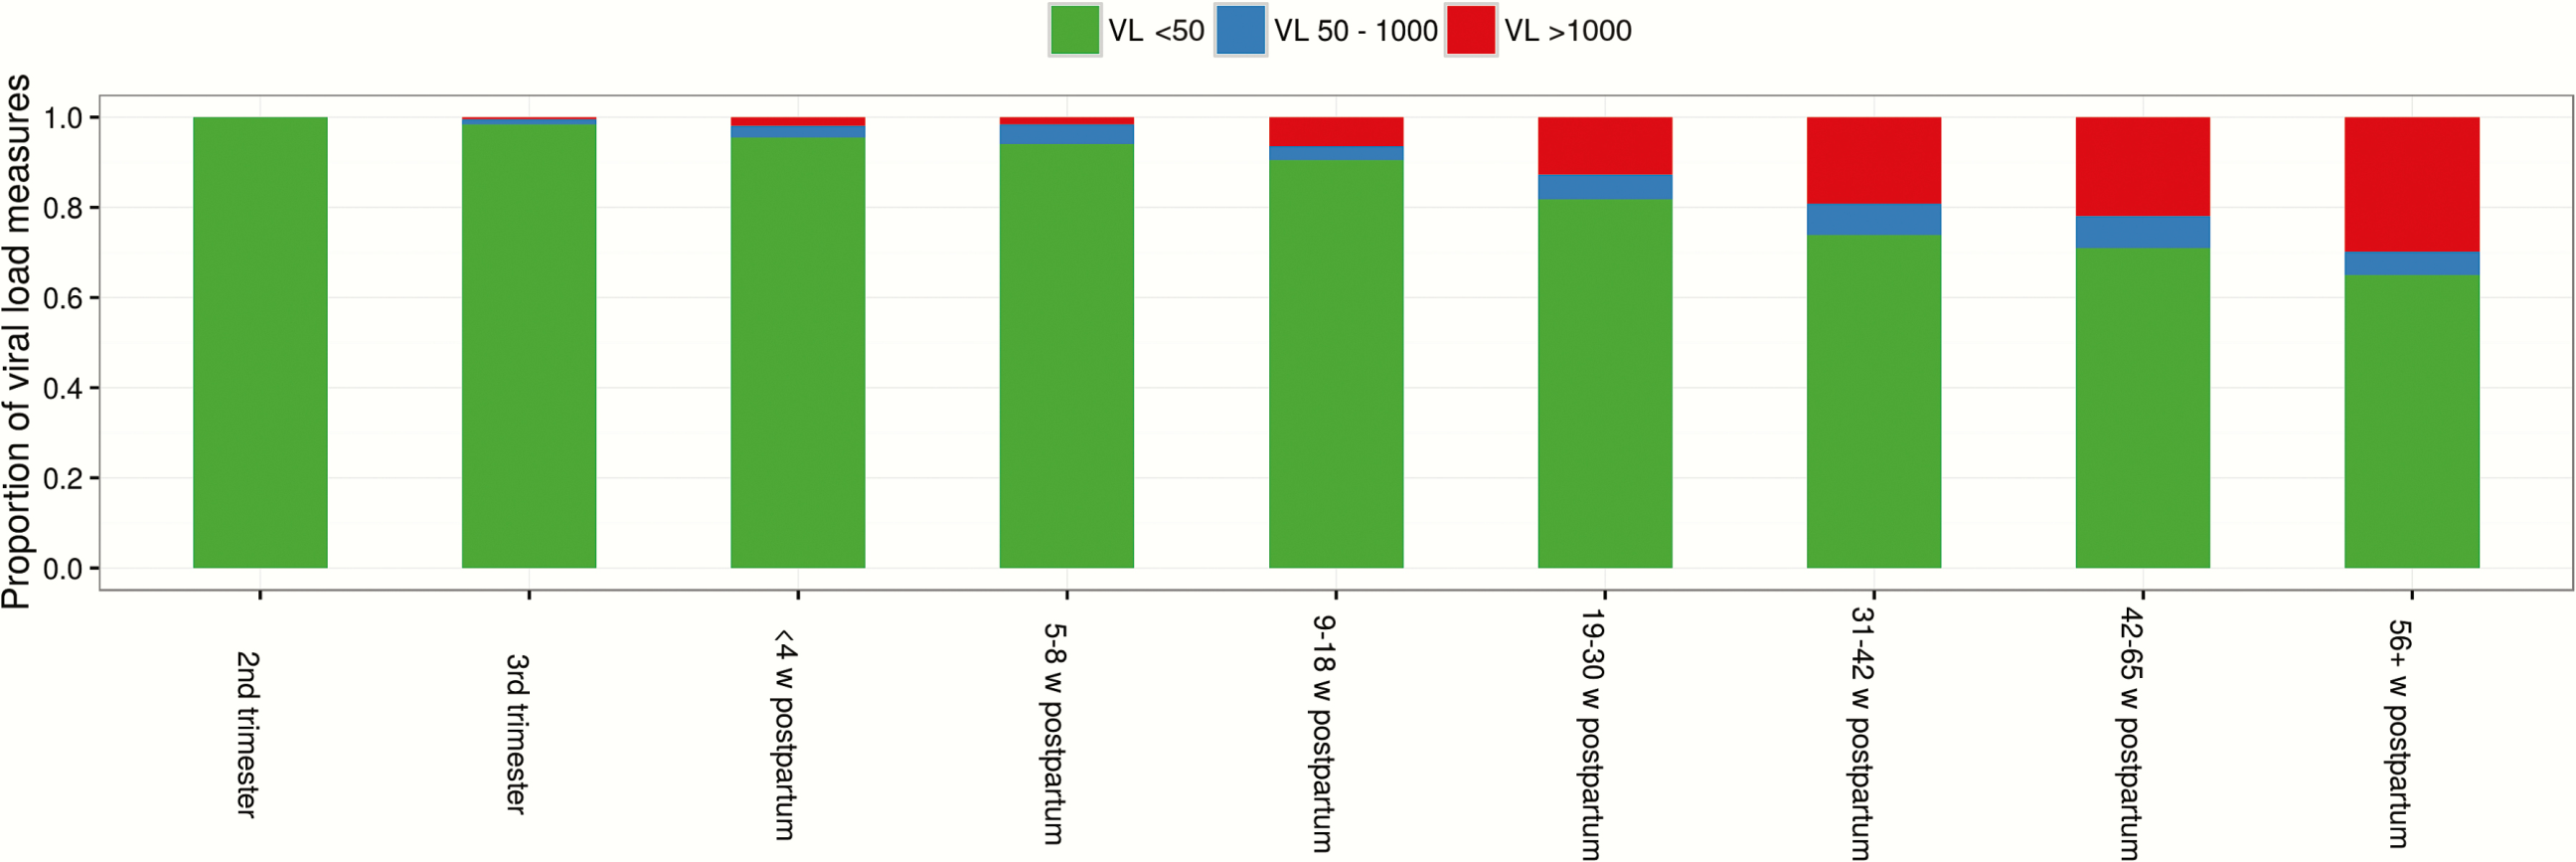 VL <50 VL 50 - 1000 VL >1000
Proportion of viral load measures
1.0
0.8
0.6
0.4
0.2
0.0
2nd trimester
3rd trimester
<4 w postpartum
5-8 w postpartum
9-18 w postpartum
19-30 w postpartum
31-42 w postpartum
42-65 w postpartum
56+ w postpartum